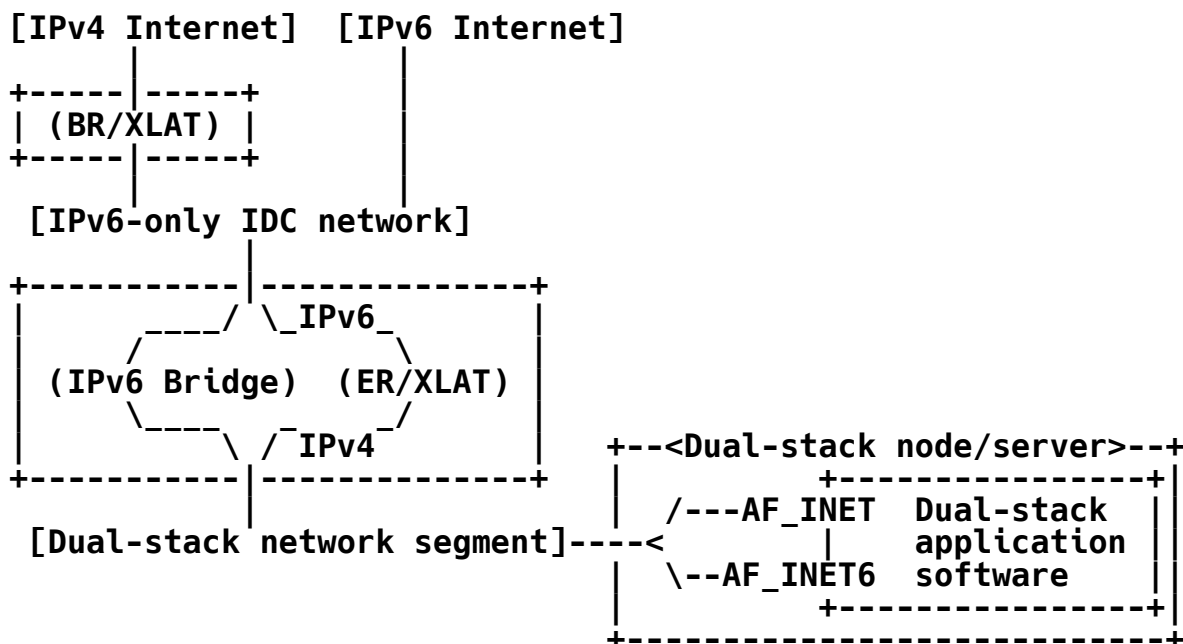 [IPv4 Internet] [IPv6 Internet]
(BR/XLAT)
[IPv6-only IDC network]
IPv6
(IPv6 Bridge) (ER/XLAT)
IPv4
<Dual-stack node/server>
AF_INET Dual-stack
[Dual-stack network segment] application
AF_INET6 software